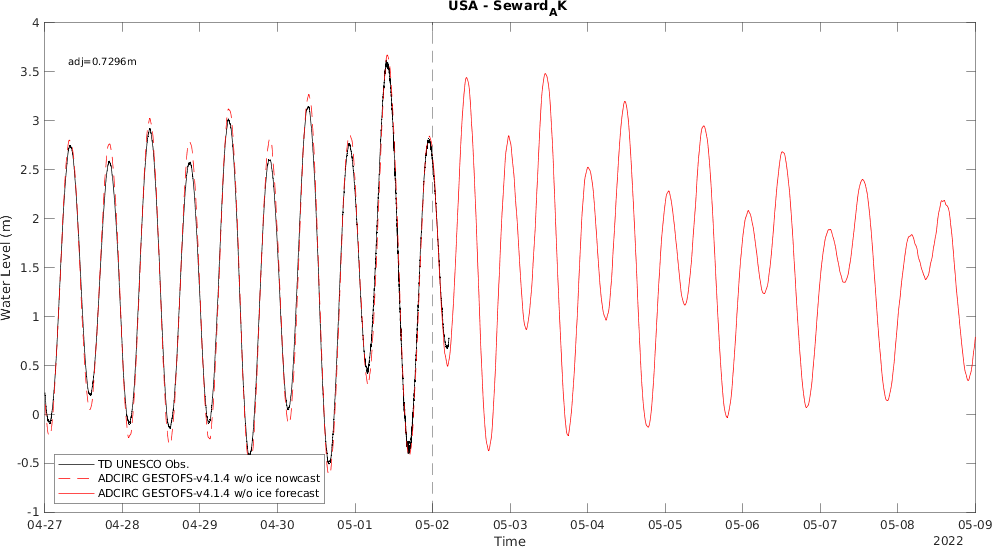 USA - Seward_AK
adj=0.7296m
Water Level (m)
4
3.5
3
2.5
2
1.5
1
0.5
0
-0.5
-1
TD UNESCO Obs.
ADCIRC GESTOFS-v4.1.4 w/o ice nowcast
ADCIRC GESTOFS-v4.1.4 w/o ice forecast
04-27 04-28 04-29 04-30 05-01 05-02 05-03 05-04 05-05 05-06 05-07 05-08 05-09
Time
2022